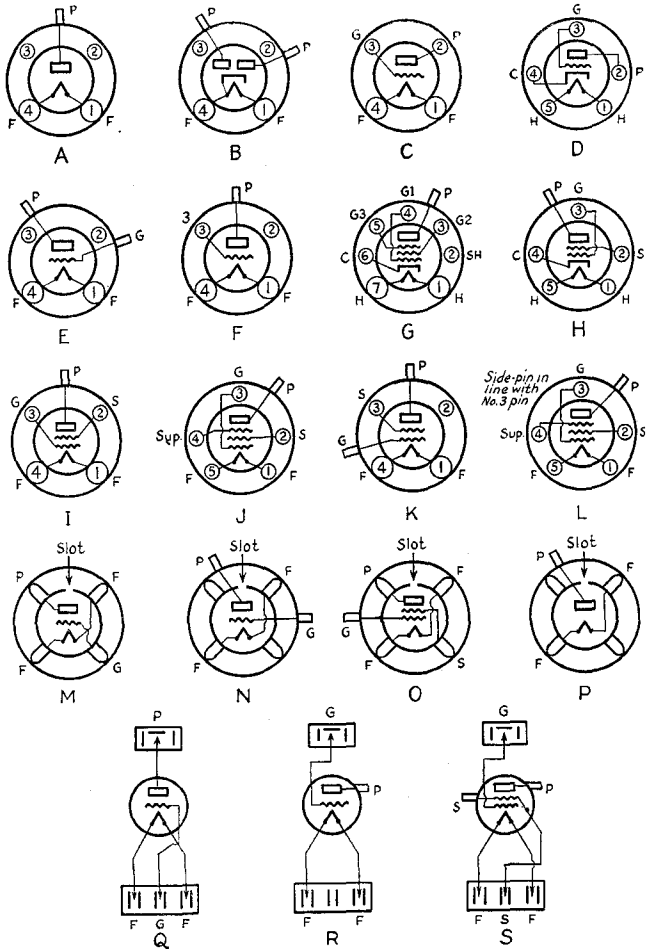 P P P P G
3 2 3 2 G 3 2 3
4 1 4 1 4 1 C 4 2 P
F F F F F F 5 1
H H
A B C D
P P G1 P P G
G 3 G3 4 G2
3 2 3 2 5 3 3
C 6 2 SH C 4 2 S
4 1 4 1 7 1 5 1
F F F F H H H H
E F G H
P G P P Side-pin in
line with
No.3 pin
G S 3 S 3 P
3 2 Sup. 4 2 S 3 2 Sup. 4 2 S
4 1 5 1 G 4 1 5 1
F F F F F F F F
I J K L
Slot Slot Slot Slot
P F P F P F P F
G G
F G F F S F
M N O P
P G G
P S P
F G F F F F S F
Q R S